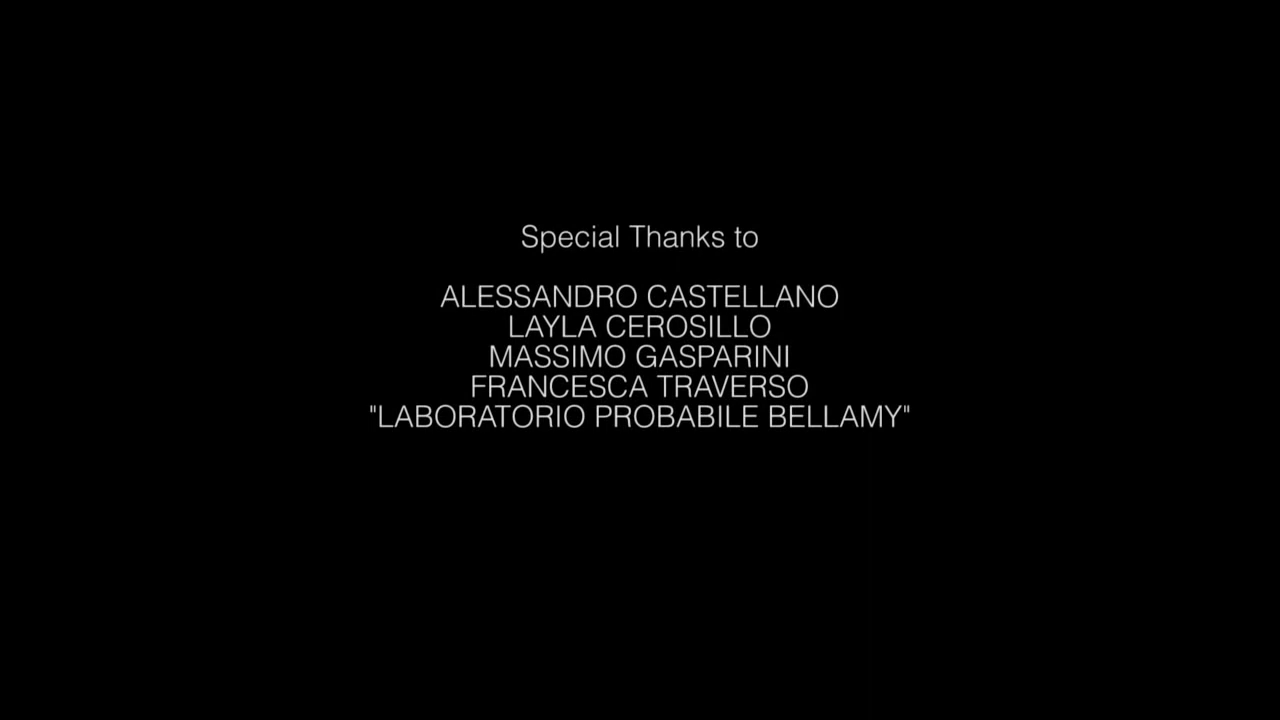 Special Thanks to
ALESSANDRO CASTELLANO
LAYLA CEROSILLO
MASSIMO GASPARINI
FRANCESCA TRAVERSO
"LABORATORIO PROBABILE BELLAMY"